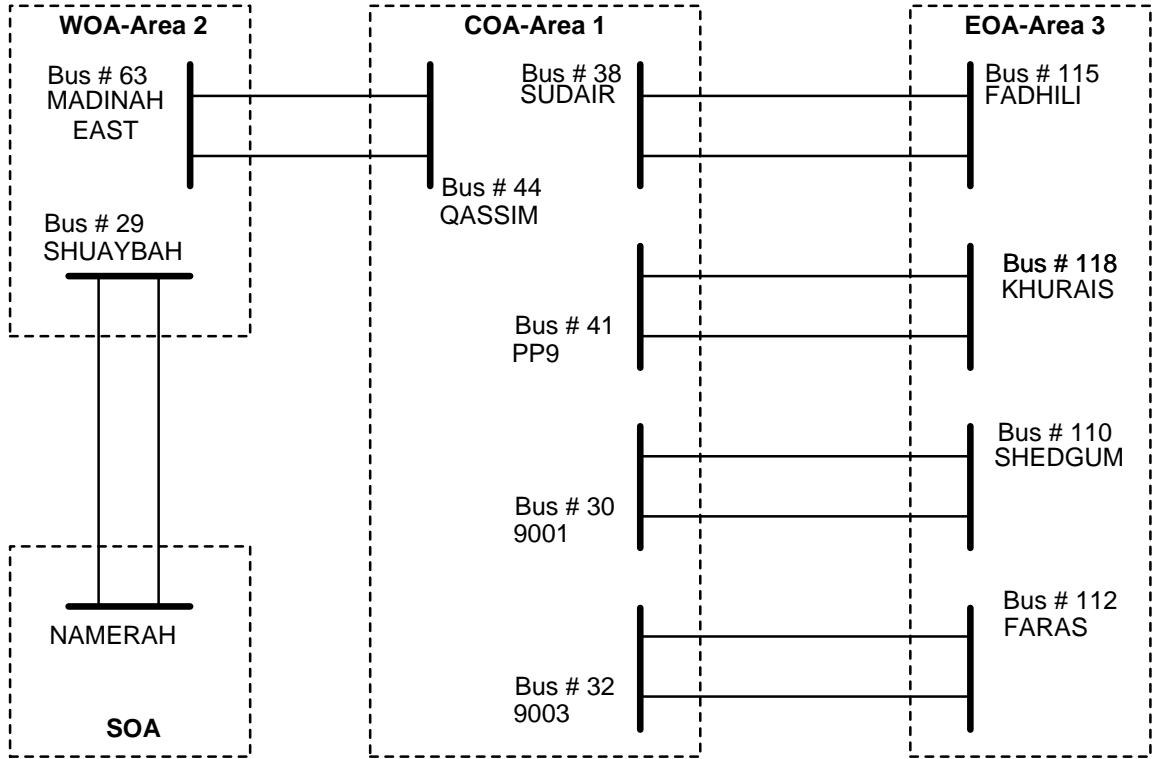 WOA-Area 2
Bus # 63
MADINAH
EAST
Bus # 29
SHUAYBAH
NAMERAH
SOA
COA-Area 1
Bus # 44
QASSIM
Bus # 38
SUDAIR
Bus # 41
PP9
Bus # 30
9001
Bus # 32
9003
EOA-Area 3
Bus # 115
FADHILI
Bus # 118
KHURAIS
Bus # 110
SHEDGUM
Bus # 112
FARAS